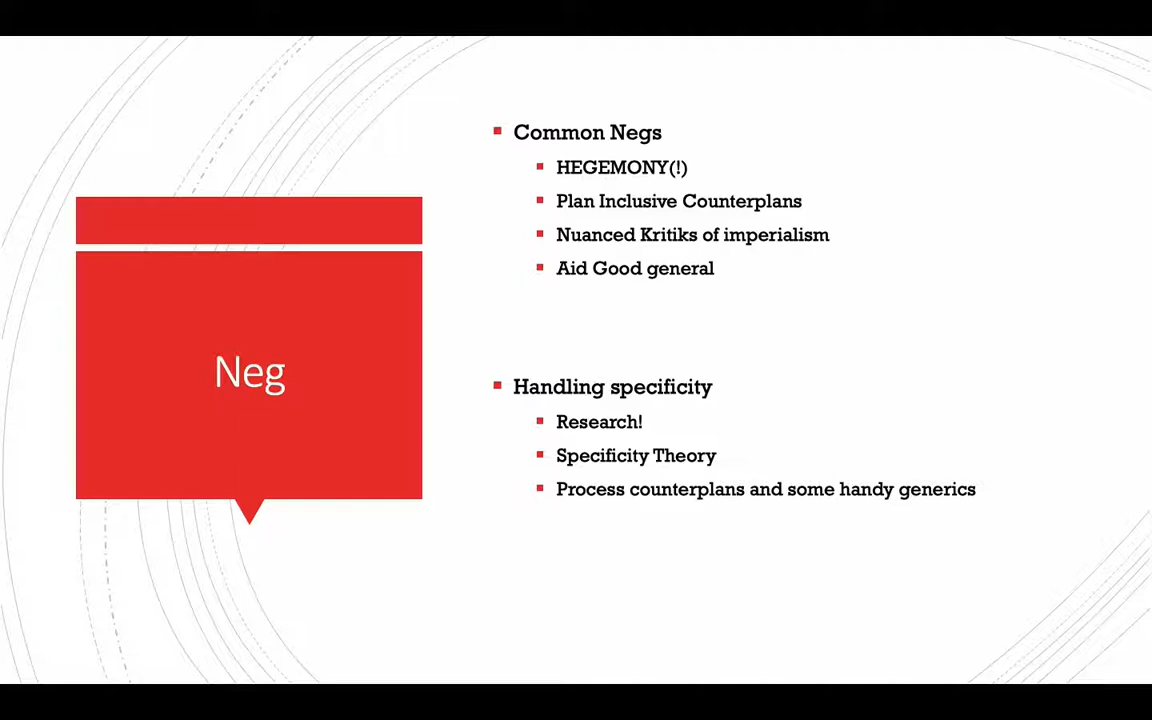 Neg
Common Negs
HEGEMONY(!)
Plan Inclusive Counterplans
Nuanced Kritiks of imperialism
Aid Good general
Handling specificity
Research!
Specificity Theory
Process counterplans and some handy generics